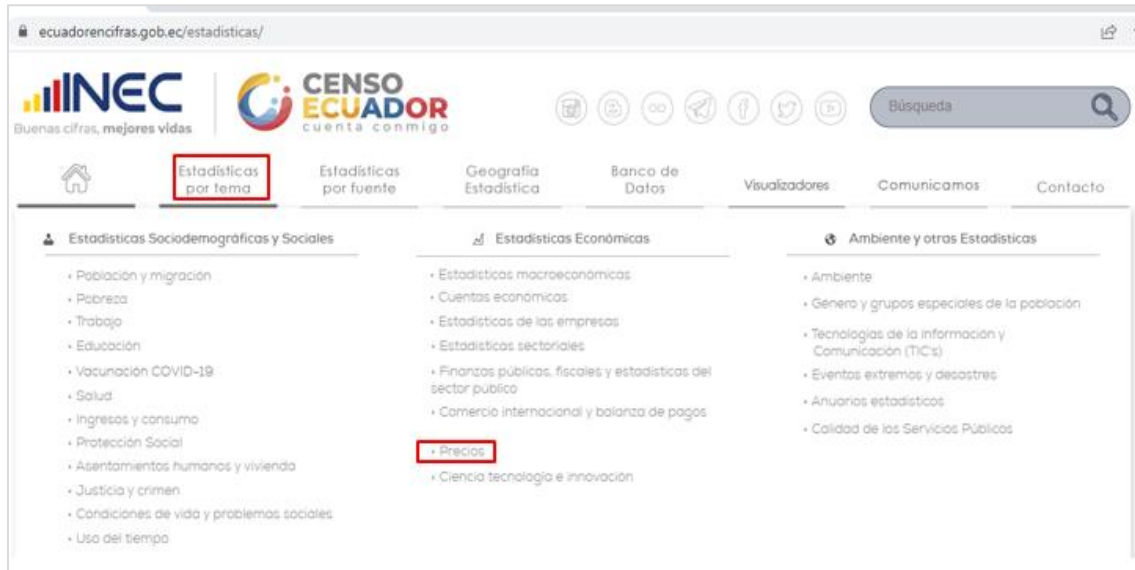 ecuadorencifras.gob.ec/estadisticas/
INEC
Buenas cifras, mejores vidas
CENSO
ECUADOR
cuenta conmigo
Búsqueda
Estadísticas
por tema
Estadísticas
por fuente
Geografía
Estadística
Banco de
Datos
Visualizadores
Comunicamos
Contacto
Estadísticas Sociodemográficas y Sociales
• Población y migración
• Pobreza
• Trabajo
• Educación
• Vacunación COVID-19
• Salud
• Ingresos y consumo
• Protección Social
• Asentamientos humanos y vivienda
• Justicia y crimen
• Condiciones de vida y problemas sociales
• Uso del tiempo
Estadísticas Económicas
• Estadísticas macroeconómicas
• Cuentas económicas
• Estadísticas de las empresas
• Estadísticas sectoriales
• Finanzas públicas, fiscales y estadísticas del
sector público
• Comercio internacional y balanza de pagos
• Precios
• Ciencia tecnología e innovación
Ambiente y otras Estadísticas
• Ambiente
• Género y grupos especiales de la población
• Tecnologías de la Información y
Comunicación (TIC's)
• Eventos extremos y desastres
• Anuarios estadísticos
• Calidad de los Servicios Públicos